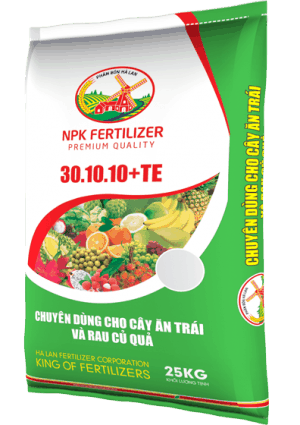 PHÂN BÓN HÀ LAN
NPK FERTILIZER
PREMIUM QUALITY
30.10.10+TE
CHUYÊN DÙNG CHO CÂY ĂN TRÁI
VÀ RAU CỦ QUẢ
HA LAN FERTILIZER CORPORATION
KING OF FERTILIZERS
25KG
KHỐI LƯỢNG TỊNH
CHUYÊN DÙNG CHO CÂY ĂN TRÁI